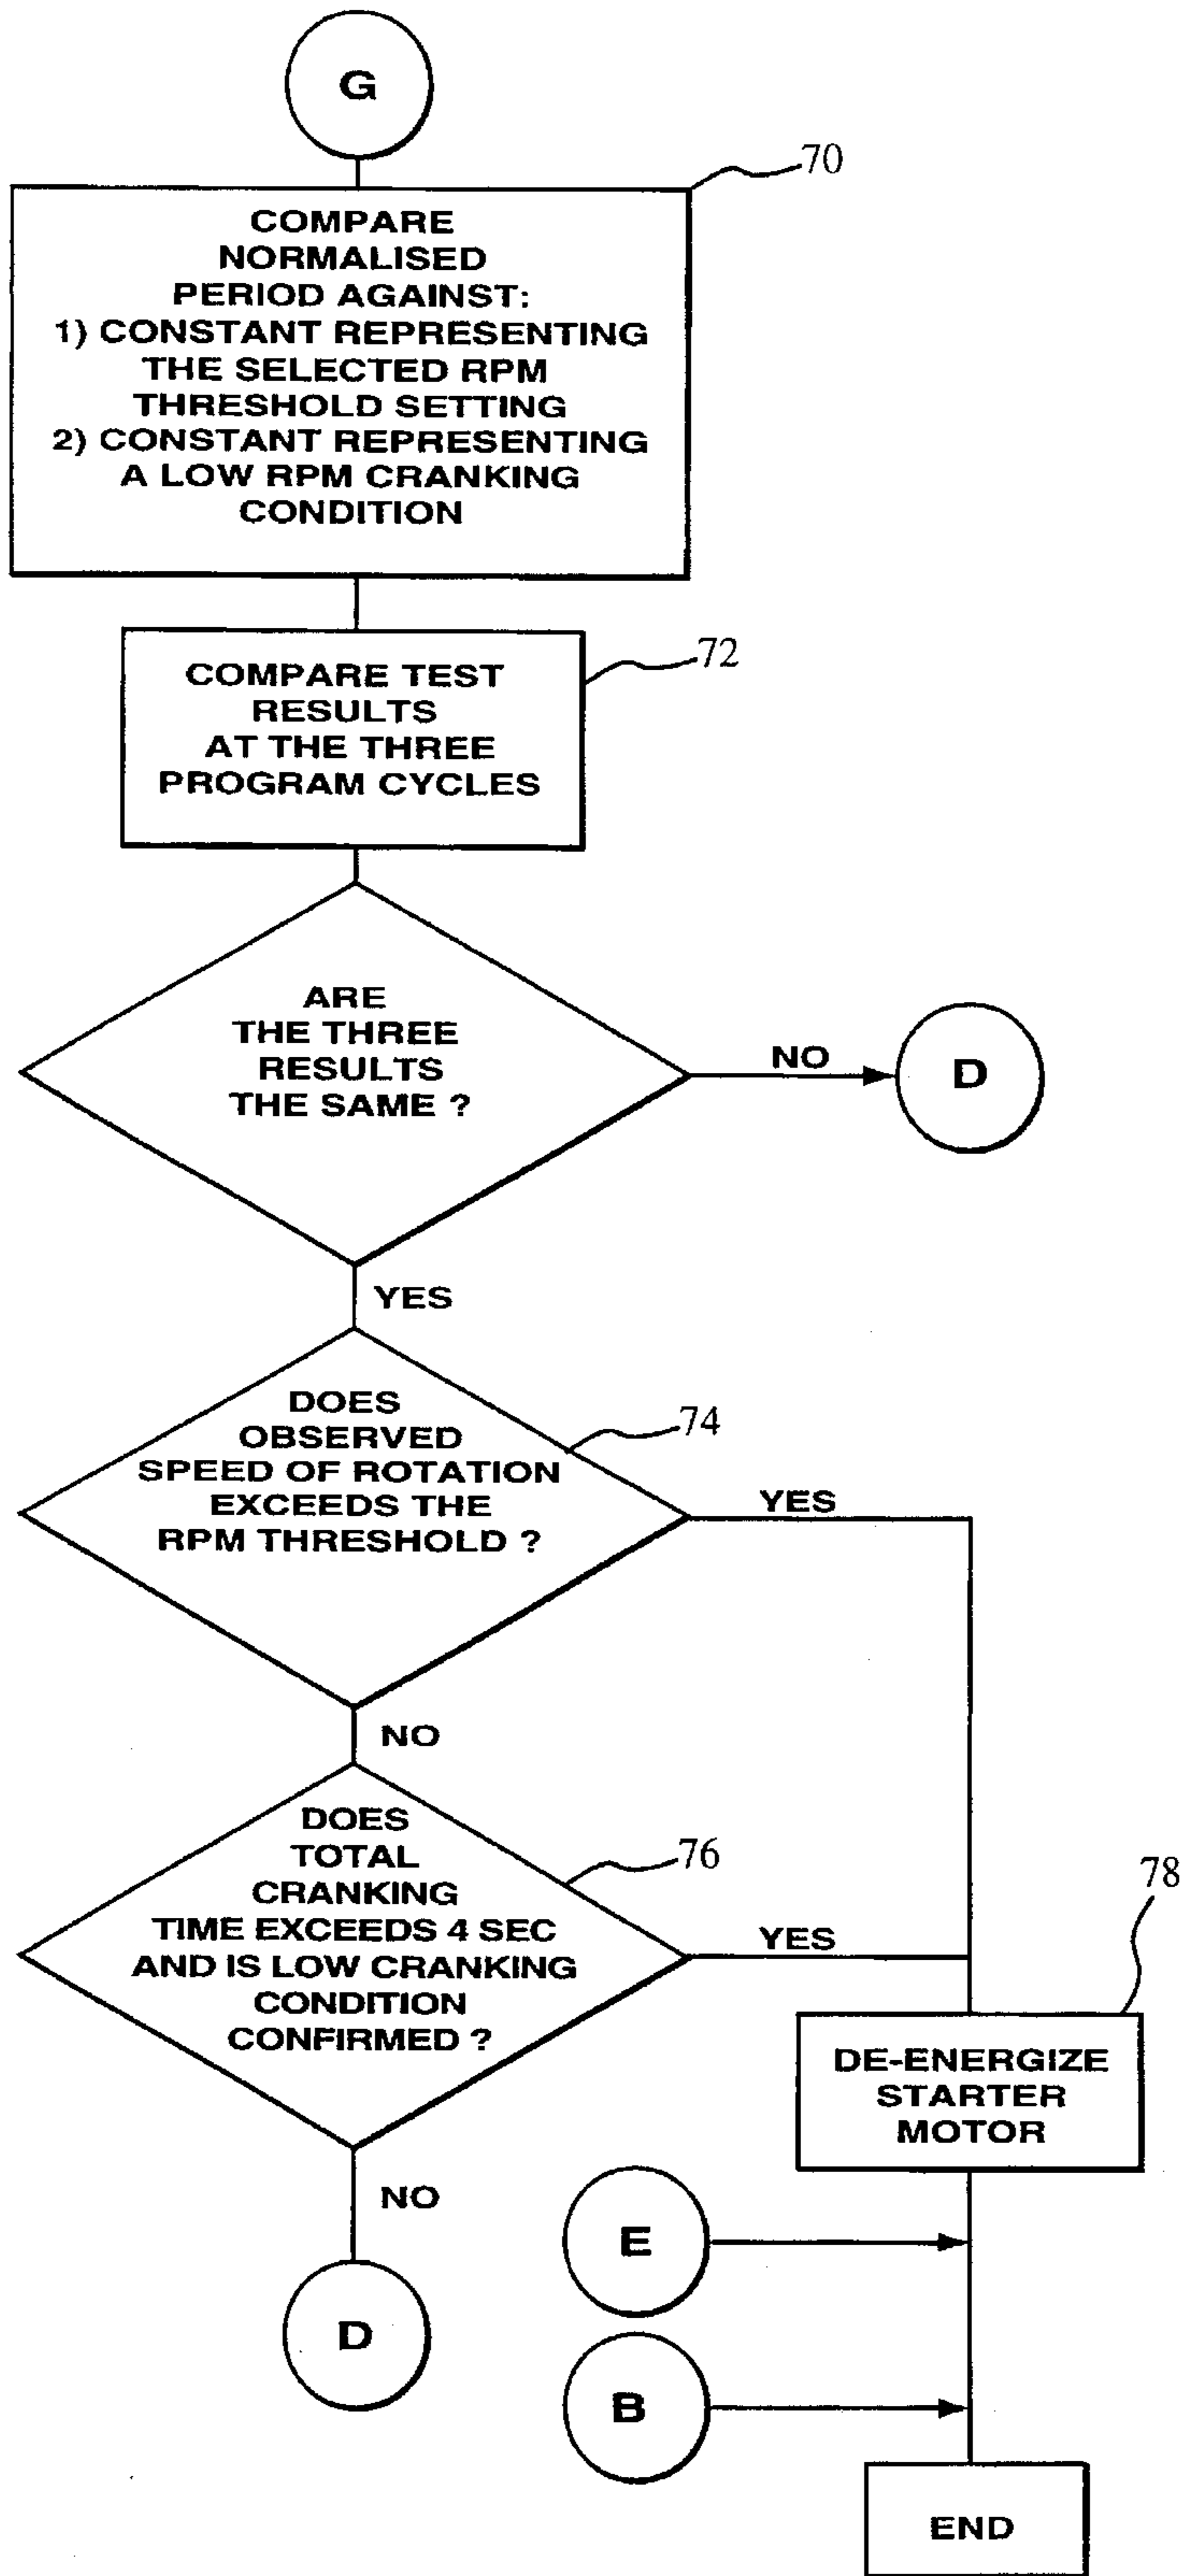 G
70
COMPARE
NORMALISED
PERIOD AGAINST:
1) CONSTANT REPRESENTING
THE SELECTED RPM
THRESHOLD SETTING
2) CONSTANT REPRESENTING
A LOW RPM CRANKING
CONDITION
72
COMPARE TEST
RESULTS
AT THE THREE
PROGRAM CYCLES
ARE
THE THREE
RESULTS
THE SAME ?
NO
D
YES
74
DOES
OBSERVED
SPEED OF ROTATION
EXCEEDS THE
RPM THRESHOLD ?
YES
NO
76
DOES
TOTAL
CRANKING
TIME EXCEEDS 4 SEC
AND IS LOW CRANKING
CONDITION
CONFIRMED ?
YES
78
DE-ENERGIZE
STARTER
MOTOR
NO
D
E
B
END